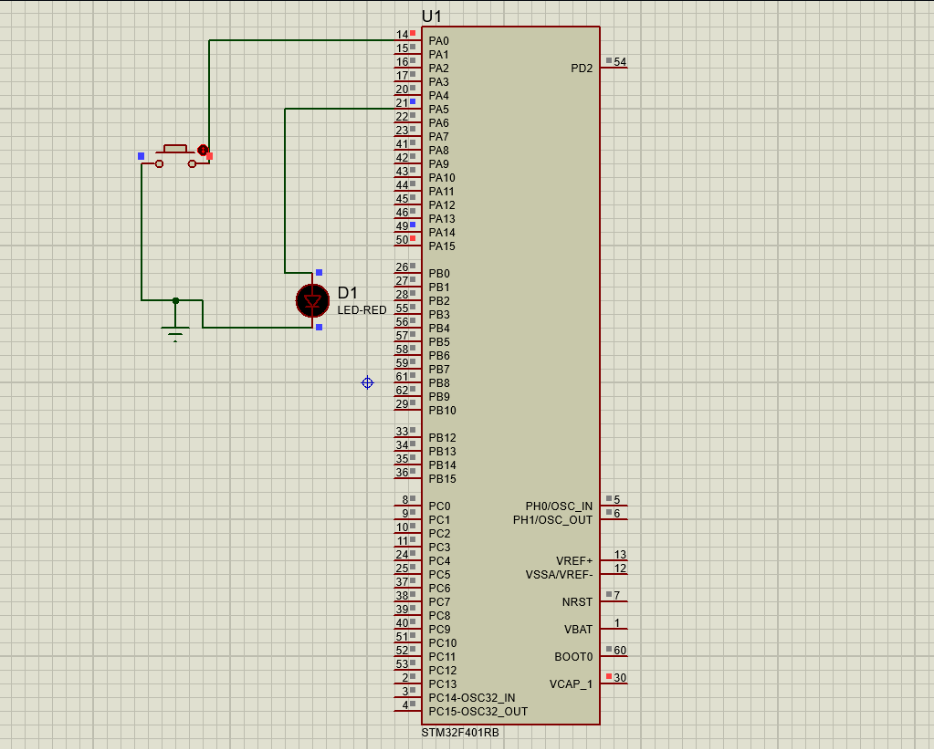 U1
14 PA0
15 PA1
16 PA2
17 PA3
20 PA4
21 PA5
22 PA6
23 PA7
41 PA8
42 PA9
43 PA10
44 PA11
45 PA12
46 PA13
49 PA14
50 PA15
26 PB0
27 PB1
28 PB2
55 PB3
56 PB4
57 PB5
58 PB6
59 PB7
61 PB8
62 PB9
29 PB10
33 PB12
34 PB13
35 PB14
36 PB15
8 PC0
9 PC1
10 PC2
11 PC3
24 PC4
25 PC5
37 PC6
38 PC7
39 PC8
40 PC9
51 PC10
52 PC11
53 PC12
2 PC13
3 PC14-OSC32_IN
4 PC15-OSC32_OUT
PD2 54
PH0/OSC_IN 5
PH1/OSC_OUT 6
VREF+ 13
VSSA/VREF- 12
NRST 7
VBAT 1
BOOT0 60
VCAP_1 30
STM32F401RB
D1
LED-RED